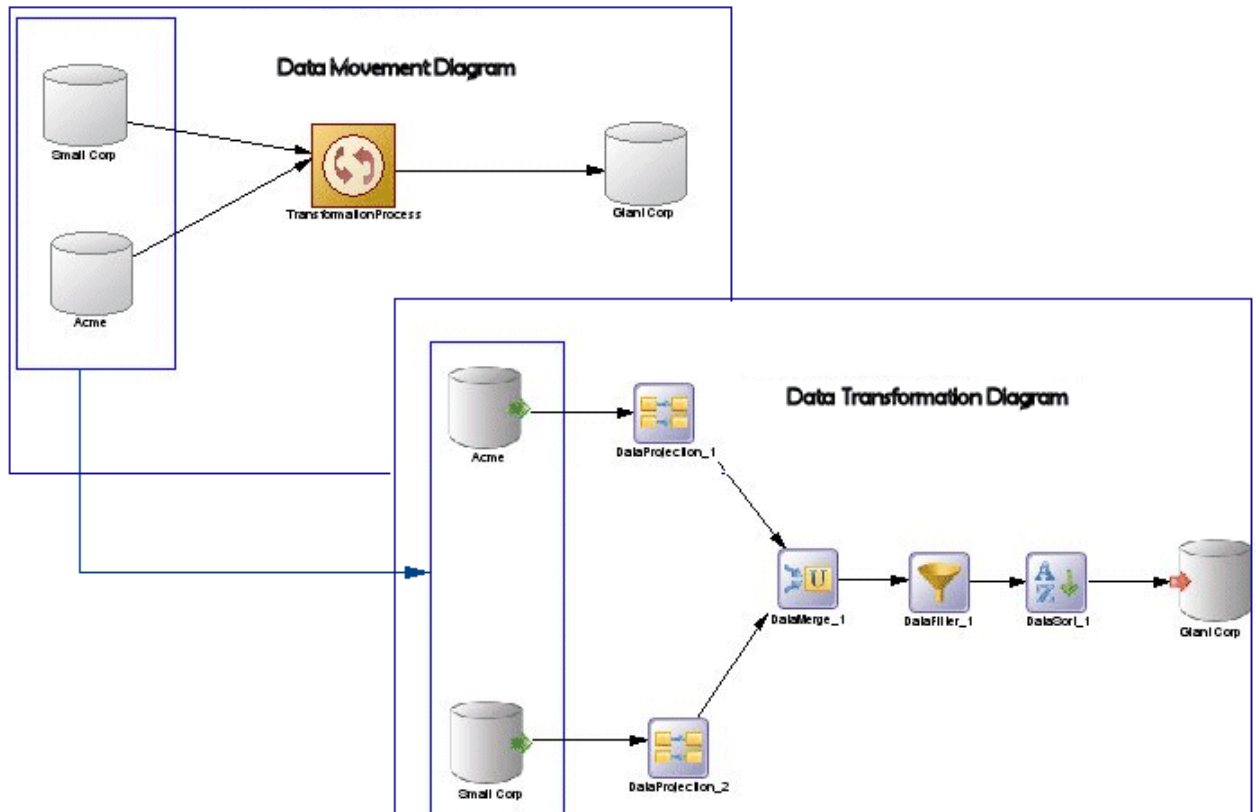 Data Movement Diagram
Small Corp
TransformationProcess
Giant Corp
Acme
Data Transformation Diagram
Acme
DataProjection_1
DataMerge_1
DataFilter_1
DataSort_1
Giant Corp
Small Corp
DataProjection_2